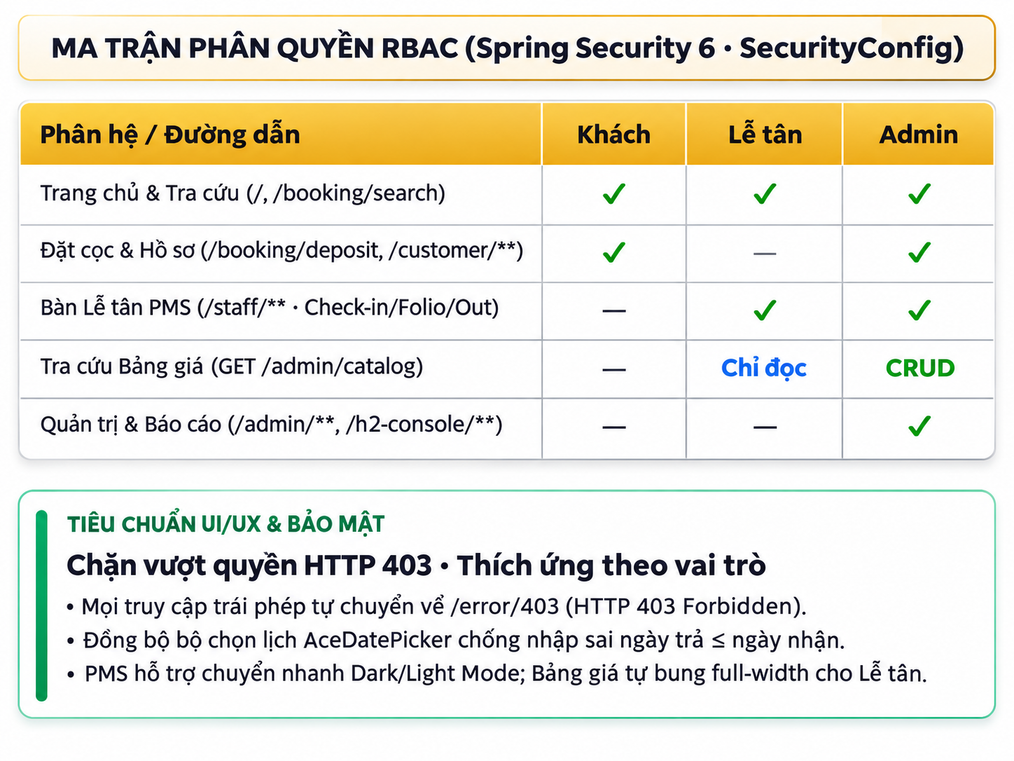 MA TRẬN PHÂN QUYỀN RBAC (Spring Security 6 · SecurityConfig)
Phân hệ / Đường dẫn Khách Lễ tân Admin
Trang chủ & Tra cứu (/, /booking/search) ✓ ✓ ✓
Đặt cọc & Hồ sơ (/booking/deposit, /customer/**) ✓ — ✓
Bàn Lễ tân PMS (/staff/** · Check-in/Folio/Out) — ✓ ✓
Tra cứu Bảng giá (GET /admin/catalog) — Chỉ đọc CRUD
Quản trị & Báo cáo (/admin/**, /h2-console/**) — — ✓
TIÊU CHUẨN UI/UX & BẢO MẬT
Chặn vượt quyền HTTP 403 • Thích ứng theo vai trò
• Mọi truy cập trái phép tự chuyển về /error/403 (HTTP 403 Forbidden).
• Đồng bộ bộ chọn lịch AceDatePicker chống nhập sai ngày trả ≤ ngày nhận.
• PMS hỗ trợ chuyển nhanh Dark/Light Mode; Bảng giá tự bung full-width cho Lễ tân.